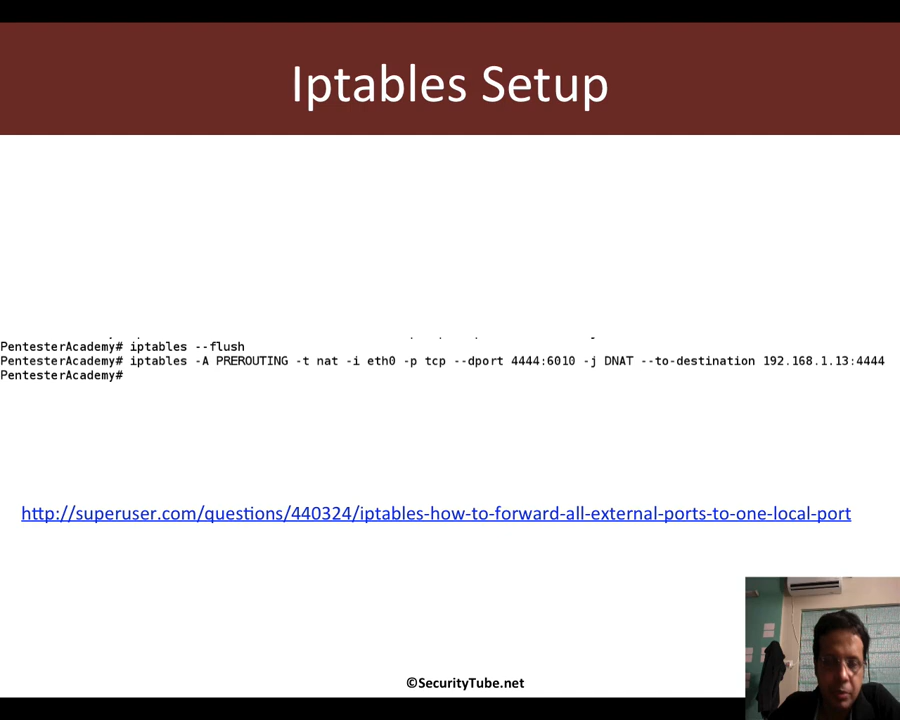 Iptables Setup
PentesterAcademy# iptables --flush
PentesterAcademy# iptables -A PREROUTING -t nat -i eth0 -p tcp --dport 4444:6010 -j DNAT --to-destination 192.168.1.13:4444
PentesterAcademy#
http://superuser.com/questions/440324/iptables-how-to-forward-all-external-ports-to-one-local-port
©SecurityTube.net